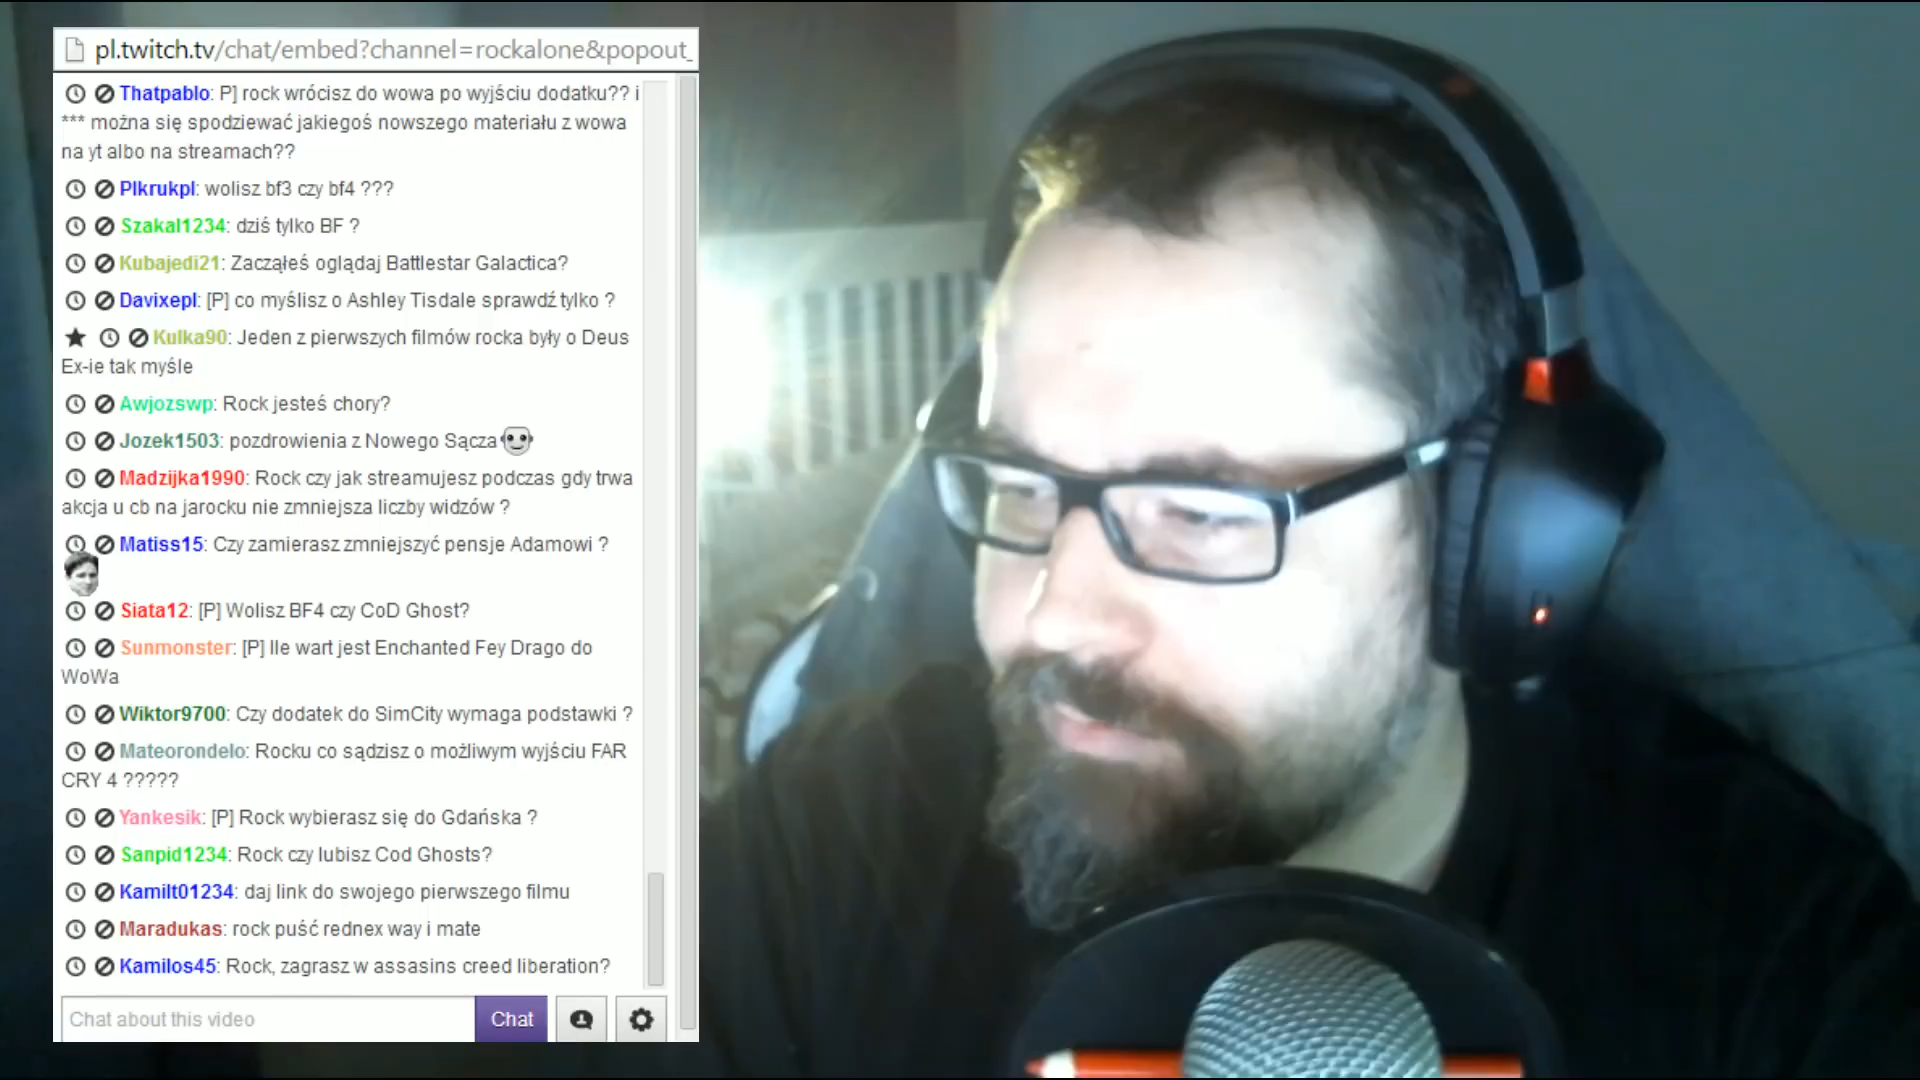 pl.twitch.tv/chat/embed?channel=rockalone&popout_
Thatpablo: P] rock wrócisz do wowa po wyjściu dodatku?? i
*** można się spodziewać jakiegoś nowszego materiału z wowa
na yt albo na streamach??
Plkrukpl: wolisz bf3 czy bf4 ???
Szakal1234: dziś tylko BF ?
Kubajedi21: Zacząłeś oglądaj Battlestar Galactica?
Davixepl: [P] co myślisz o Ashley Tisdale sprawdź tylko ?
Kulka90: Jeden z pierwszych filmów rocka były o Deus
Ex-ie tak myśle
Awjozswp: Rock jesteś chory?
Jozek1503: pozdrowienia z Nowego Sącza
Madzijka1990: Rock czy jak streamujesz podczas gdy trwa
akcja u cb na jarocku nie zmniejsza liczby widzów ?
Matiss15: Czy zamierasz zmniejszyć pensje Adamowi ?
Siata12: [P] Wolisz BF4 czy CoD Ghost?
Sunmonster: [P] Ile wart jest Enchanted Fey Drago do
WoWa
Wiktor9700: Czy dodatek do SimCity wymaga podstawki ?
Mateorondelo: Rocku co sądzisz o możliwym wyjściu FAR
CRY 4 ?????
Yankesik: [P] Rock wybierasz się do Gdańska ?
Sanpid1234: Rock czy lubisz Cod Ghosts?
Kamilt01234: daj link do swojego pierwszego filmu
Maradukas: rock puść rednex way i mate
Kamilos45: Rock, zagrasz w assasins creed liberation?
Chat about this video
Chat